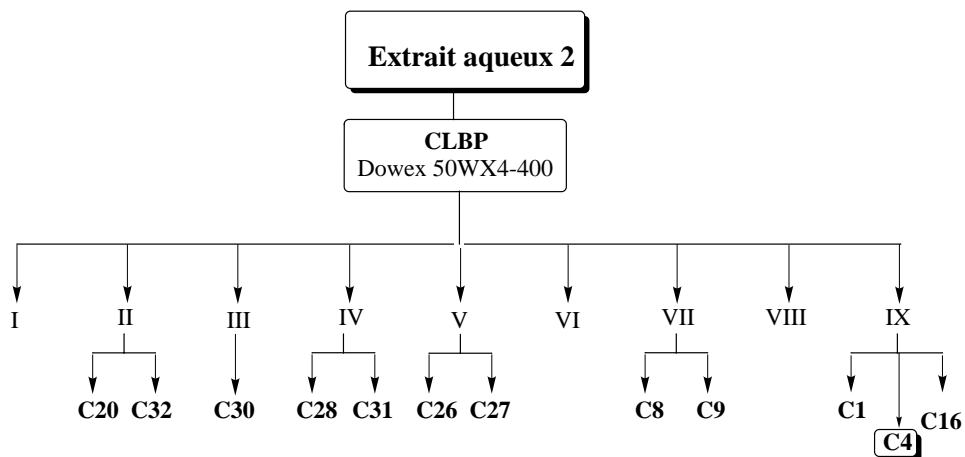 Extrait aqueux 2
CLBP
Dowex 50WX4-400
I II III IV V VI VII VIII IX
C20 C32 C30 C28 C31 C26 C27 C8 C9 C1 C16
C4